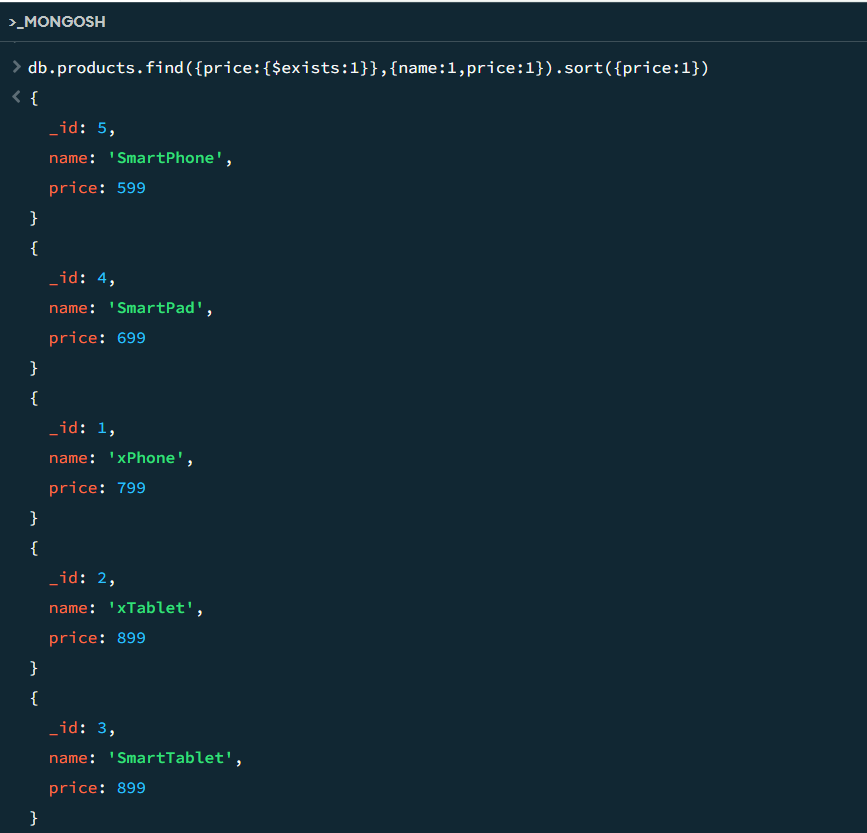 >_MONGOSH
> db.products.find({price:{$exists:1}},{name:1,price:1}).sort({price:1})
< {
_id: 5,
name: 'SmartPhone',
price: 599
}
{
_id: 4,
name: 'SmartPad',
price: 699
}
{
_id: 1,
name: 'xPhone',
price: 799
}
{
_id: 2,
name: 'xTablet',
price: 899
}
{
_id: 3,
name: 'SmartTablet',
price: 899
}